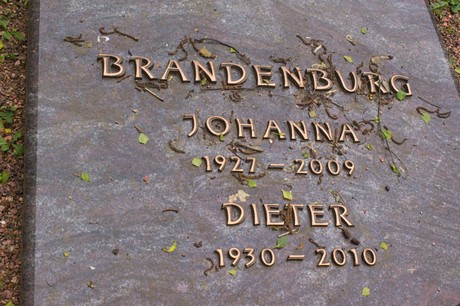 BRANDENBURG
JOHANNA
1927 – 2009
DIETER
1930 – 2010